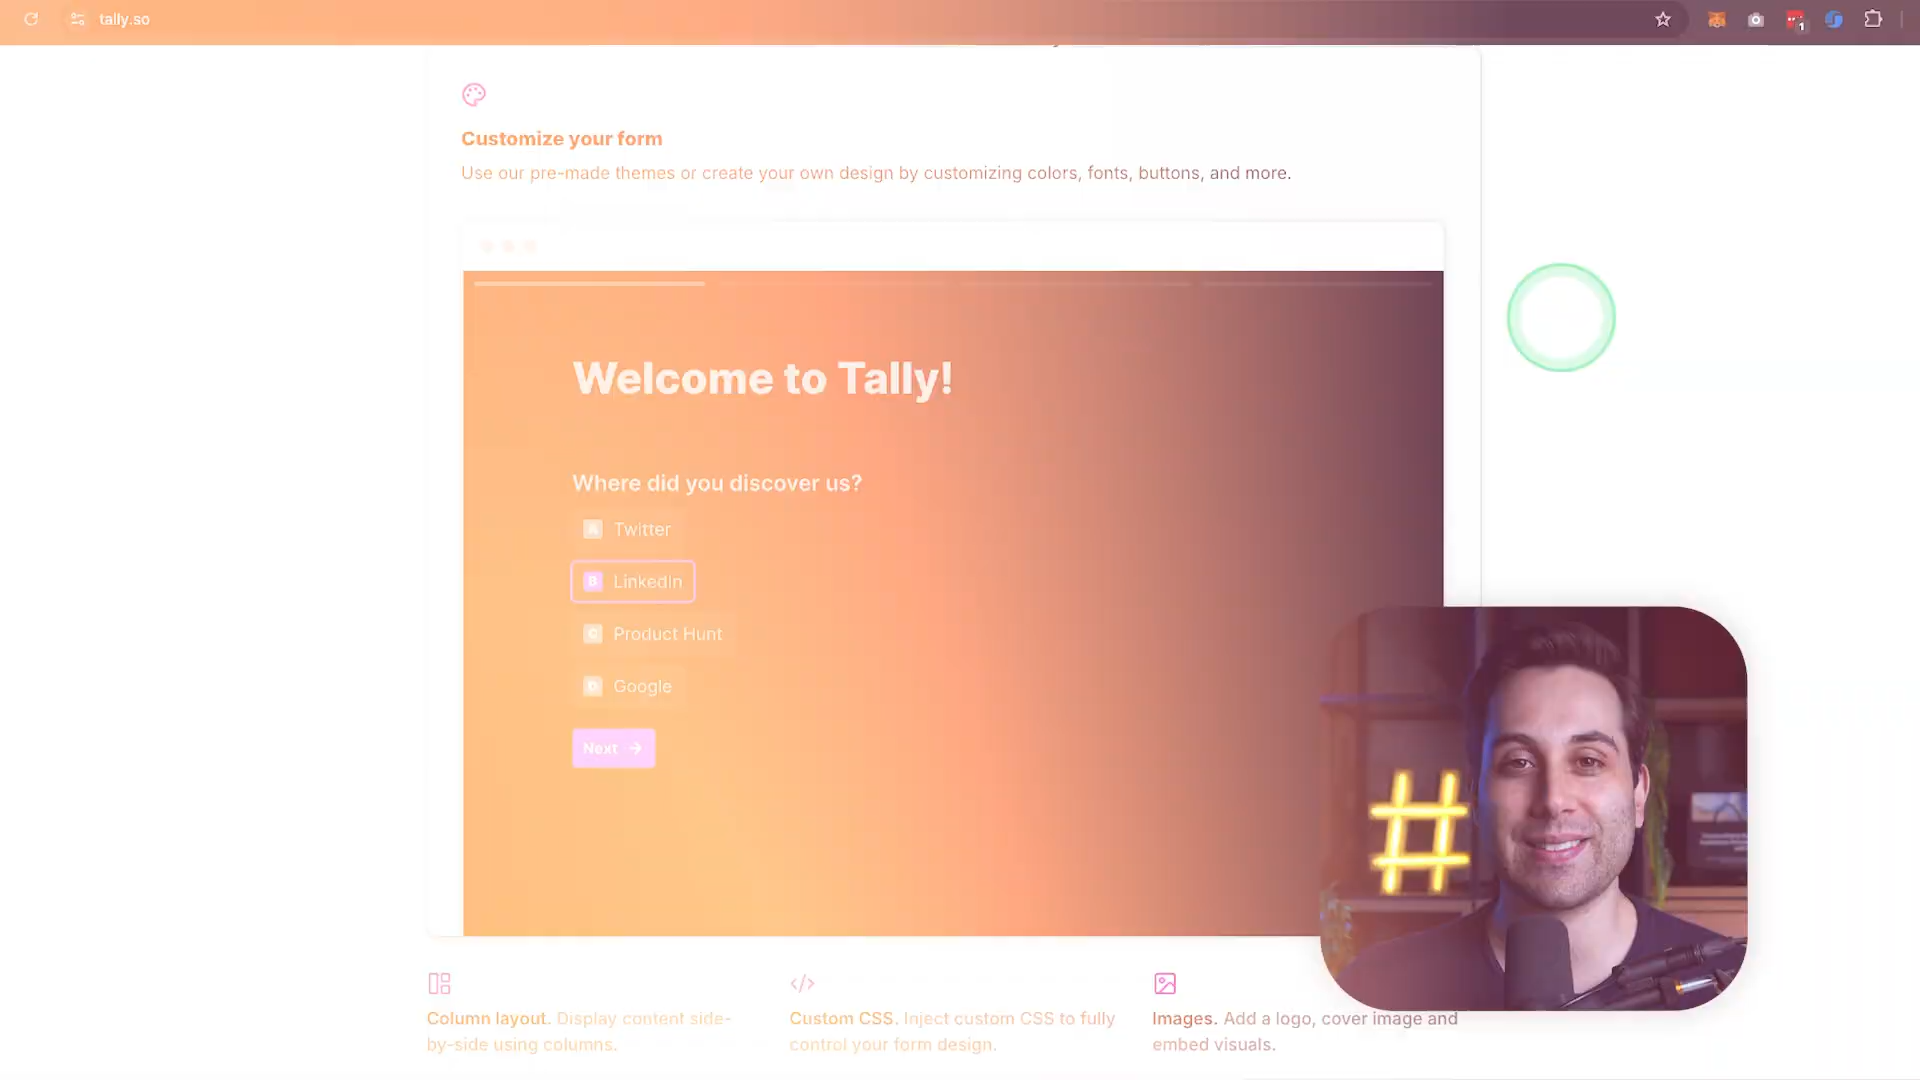 tally.so
1
Customize your form
Use our pre-made themes or create your own design by customizing colors, fonts, buttons, and more.
Welcome to Tally!
Where did you discover us?
A Twitter
B LinkedIn
C Product Hunt
D Google
Next →
#
Column layout. Display content side-
by-side using columns.
Custom CSS. Inject custom CSS to fully
control your form design.
Images. Add a logo, cover image and
embed visuals.